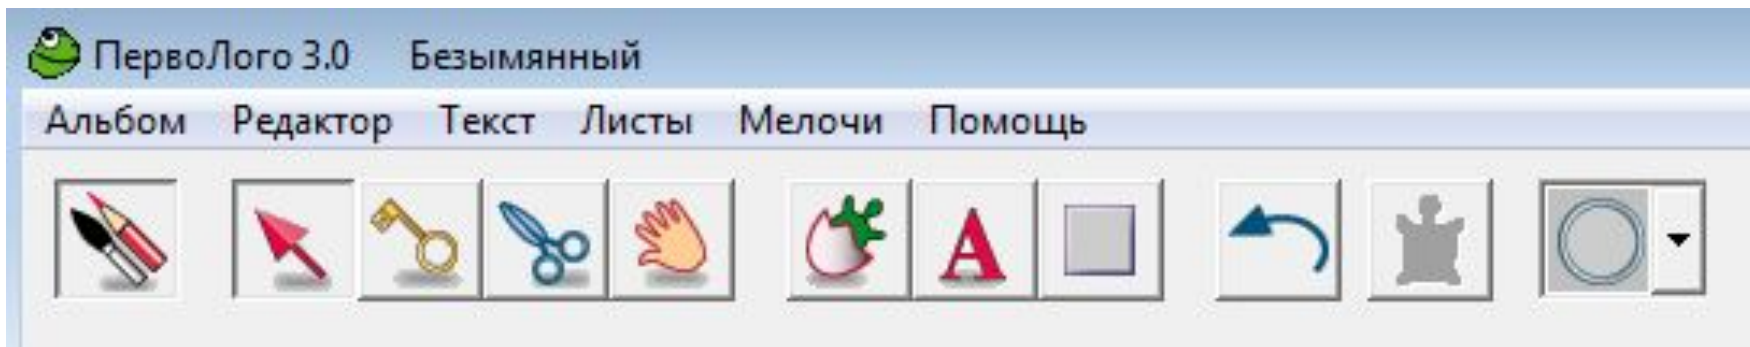 ПервоЛого 3.0 Безымянный
Альбом Редактор Текст Листы Мелочи Помощь
А